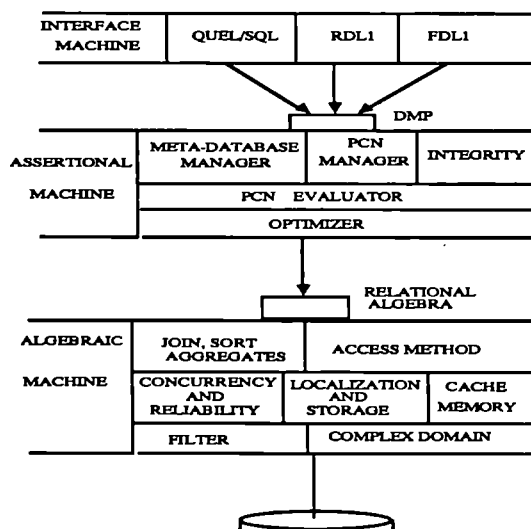 INTERFACE
MACHINE
QUEL/SQL
RDL1
FDL1
DMP
ASSERTIONAL
MACHINE
META-DATABASE
MANAGER
PCN
MANAGER
INTEGRITY
PCN EVALUATOR
OPTIMIZER
RELATIONAL
ALGEBRA
ALGEBRAIC
MACHINE
JOIN, SORT
AGGREGATES
ACCESS METHOD
CONCURRENCY
AND
RELIABILITY
LOCALIZATION
AND
STORAGE
CACHE
MEMORY
FILTER
COMPLEX DOMAIN